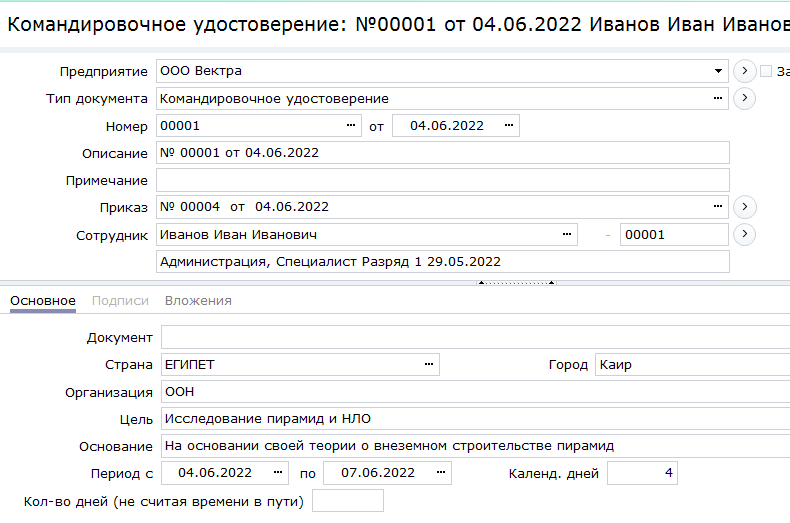 Командировочное удостоверение: №00001 от 04.06.2022 Иванов Иван Иванов
Предприятие ООО Вектра За
Тип документа Командировочное удостоверение
Номер 00001 от 04.06.2022
Описание № 00001 от 04.06.2022
Примечание
Приказ № 00004 от 04.06.2022
Сотрудник Иванов Иван Иванович - 00001
Администрация, Специалист Разряд 1 29.05.2022
Основное Подписи Вложения
Документ
Страна ЕГИПЕТ Город Каир
Организация ООН
Цель Исследование пирамид и НЛО
Основание На основании своей теории о внеземном строительстве пирамид
Период с 04.06.2022 по 07.06.2022 Календ. дней 4
Кол-во дней (не считая времени в пути)